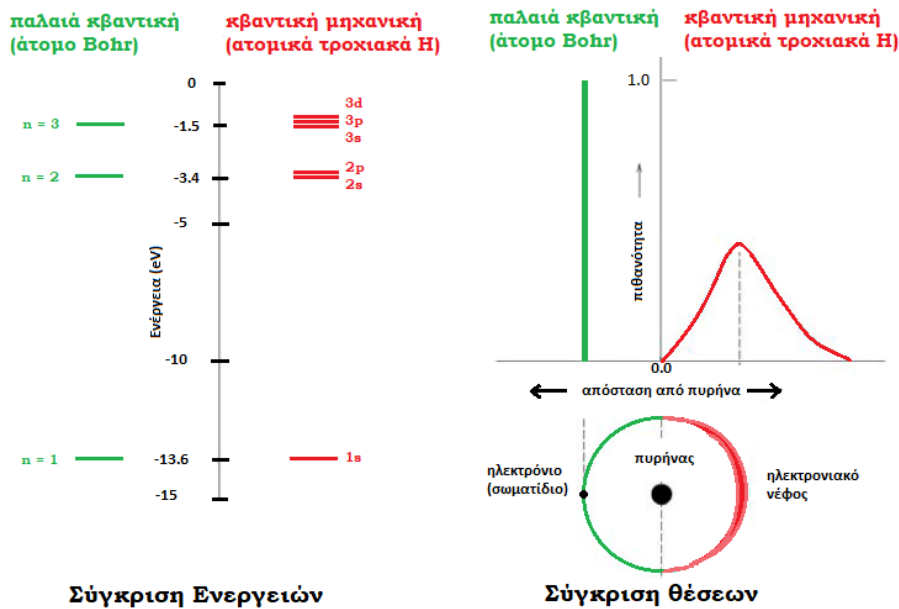 παλαιά κβαντική
(άτομο Bohr)
κβαντική μηχανική
(ατομικά τροχιακά Η)
0
n = 3
-1.5
3d
3p
3s
n = 2
-3.4
2p
2s
-5
Ενέργεια (eV)
-10
n = 1
-13.6
1s
-15
Σύγκριση Ενεργειών
παλαιά κβαντική
(άτομο Bohr)
κβαντική μηχανική
(ατομικά τροχιακά Η)
1.0
πιθανότητα
0.0
απόσταση από πυρήνα
ηλεκτρόνιο
(σωματίδιο)
πυρήνας
ηλεκτρονιακό
νέφος
Σύγκριση θέσεων